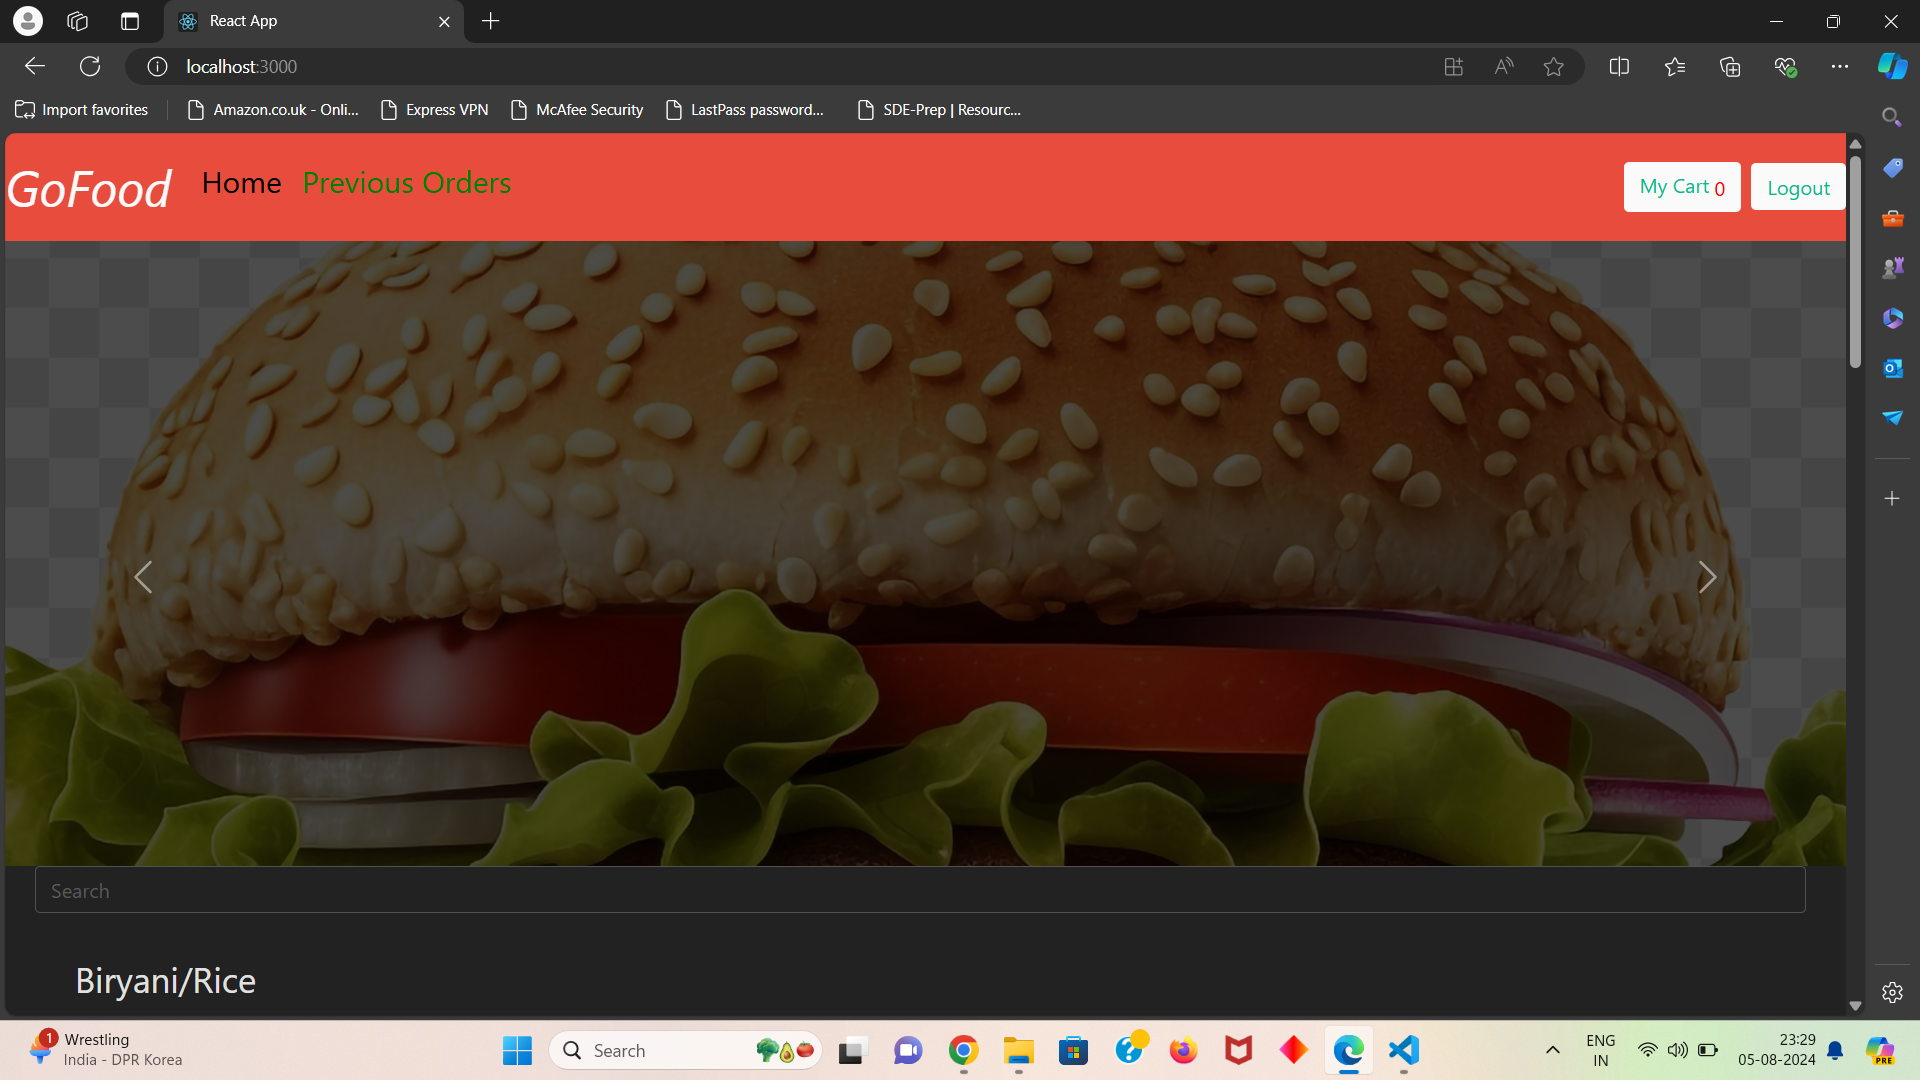 React App
localhost:3000
Import favorites
Amazon.co.uk - Onli...
Express VPN
McAfee Security
LastPass password...
SDE-Prep | Resourc...
GoFood
Home
Previous Orders
My Cart 0
Logout
Search
Biryani/Rice
1
Wrestling
India - DPR Korea
Search
ENG
IN
23:29
05-08-2024
PRE